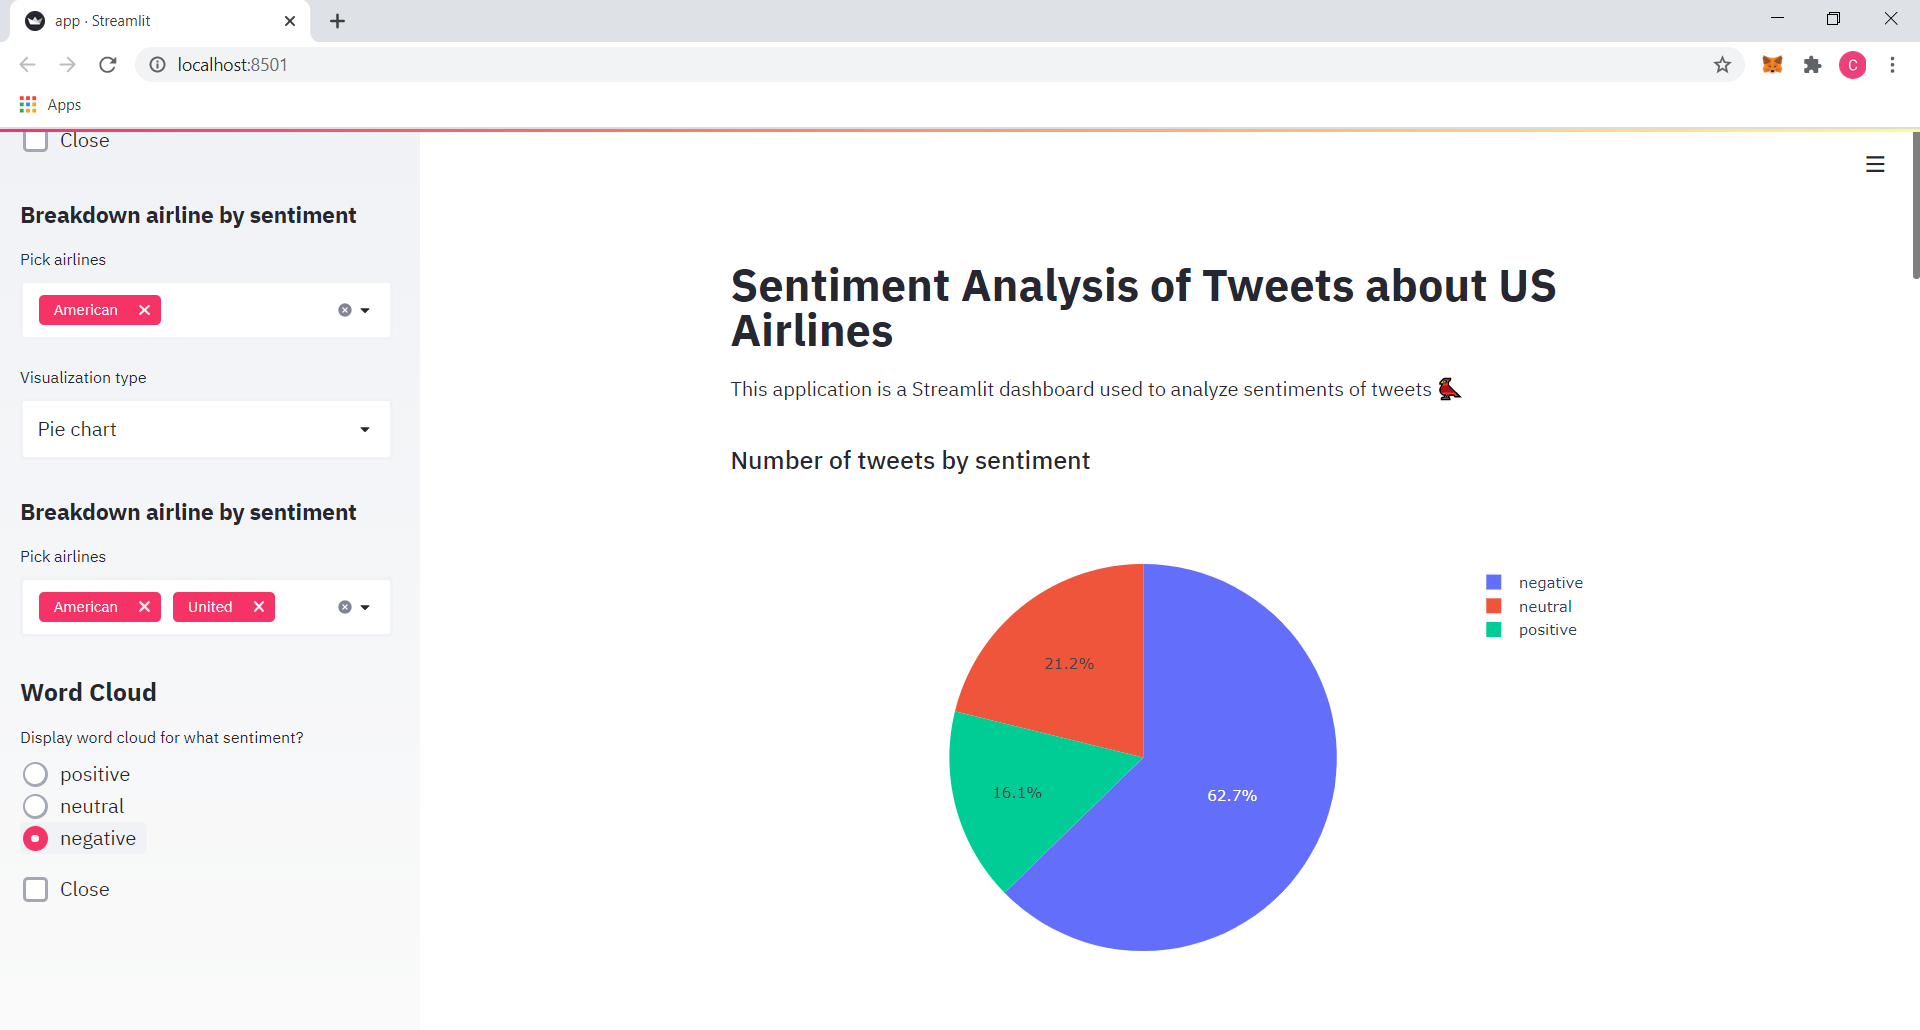 app · Streamlit
localhost:8501
C
Apps
Close
Breakdown airline by sentiment
Pick airlines
American
Visualization type
Pie chart
Breakdown airline by sentiment
Pick airlines
American United
Word Cloud
Display word cloud for what sentiment?
positive
neutral
negative
Close
Sentiment Analysis of Tweets about US
Airlines
This application is a Streamlit dashboard used to analyze sentiments of tweets
Number of tweets by sentiment
negative
neutral
positive
21.2%
16.1%
62.7%